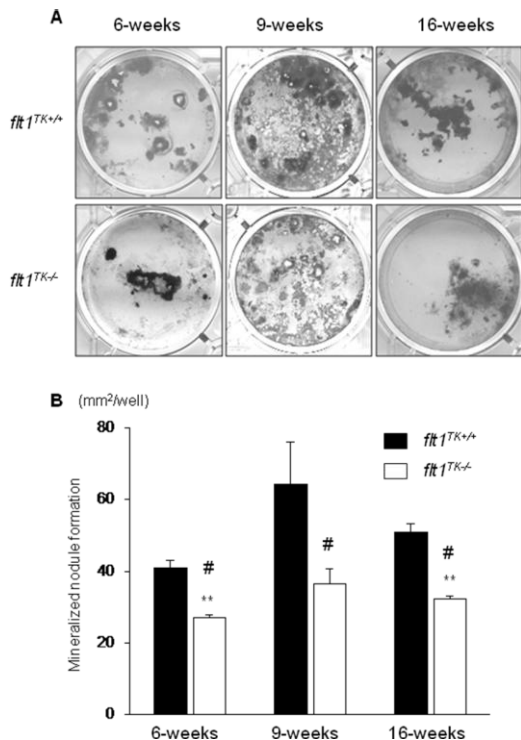 A
6-weeks 9-weeks 16-weeks
flt1TK+/+
flt1TK-/-
B (mm2/well)
Mineralized nodule formation
80
60
40
20
0
flt1TK+/+
flt1TK-/-
#
**
#
#
**
6-weeks 9-weeks 16-weeks